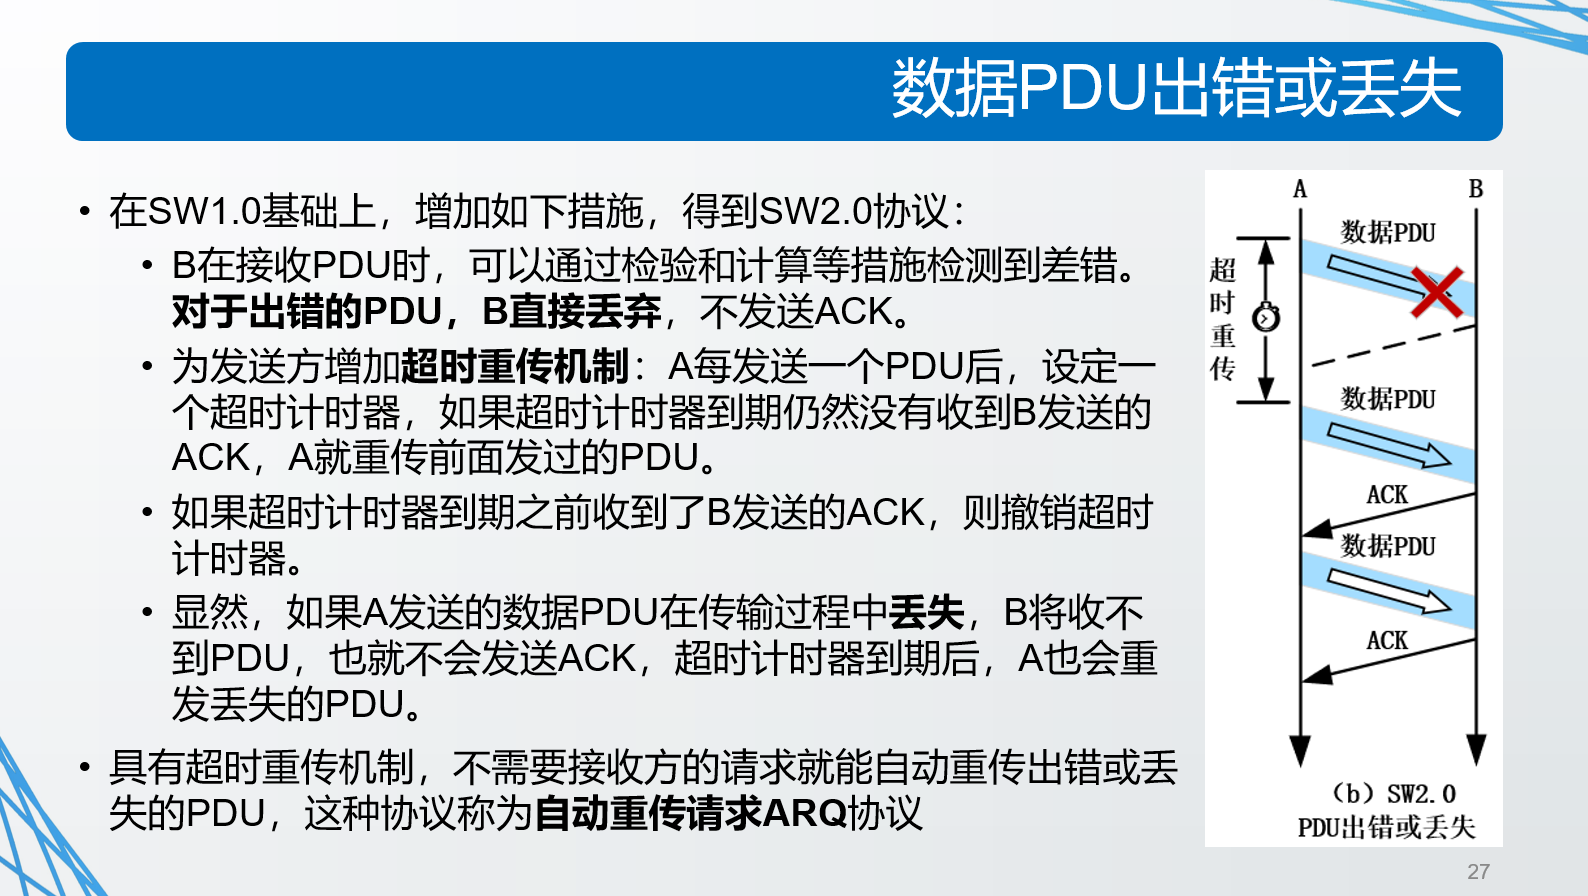 数据PDU出错或丢失
• 在SW1.0基础上，增加如下措施，得到SW2.0协议：
• B在接收PDU时，可以通过检验和计算等措施检测到差错。
对于出错的PDU，B直接丢弃，不发送ACK。
• 为发送方增加超时重传机制：A每发送一个PDU后，设定一
个超时计时器，如果超时计时器到期仍然没有收到B发送的
ACK，A就重传前面发过的PDU。
• 如果超时计时器到期之前收到了B发送的ACK，则撤销超时
计时器。
• 显然，如果A发送的数据PDU在传输过程中丢失，B将收不
到PDU，也就不会发送ACK，超时计时器到期后，A也会重
发丢失的PDU。
• 具有超时重传机制，不需要接收方的请求就能自动重传出错或丢
失的PDU，这种协议称为自动重传请求ARQ协议
A B
数据PDU
超
时
重
传
数据PDU
ACK
数据PDU
ACK
（b）SW2.0
PDU出错或丢失
27